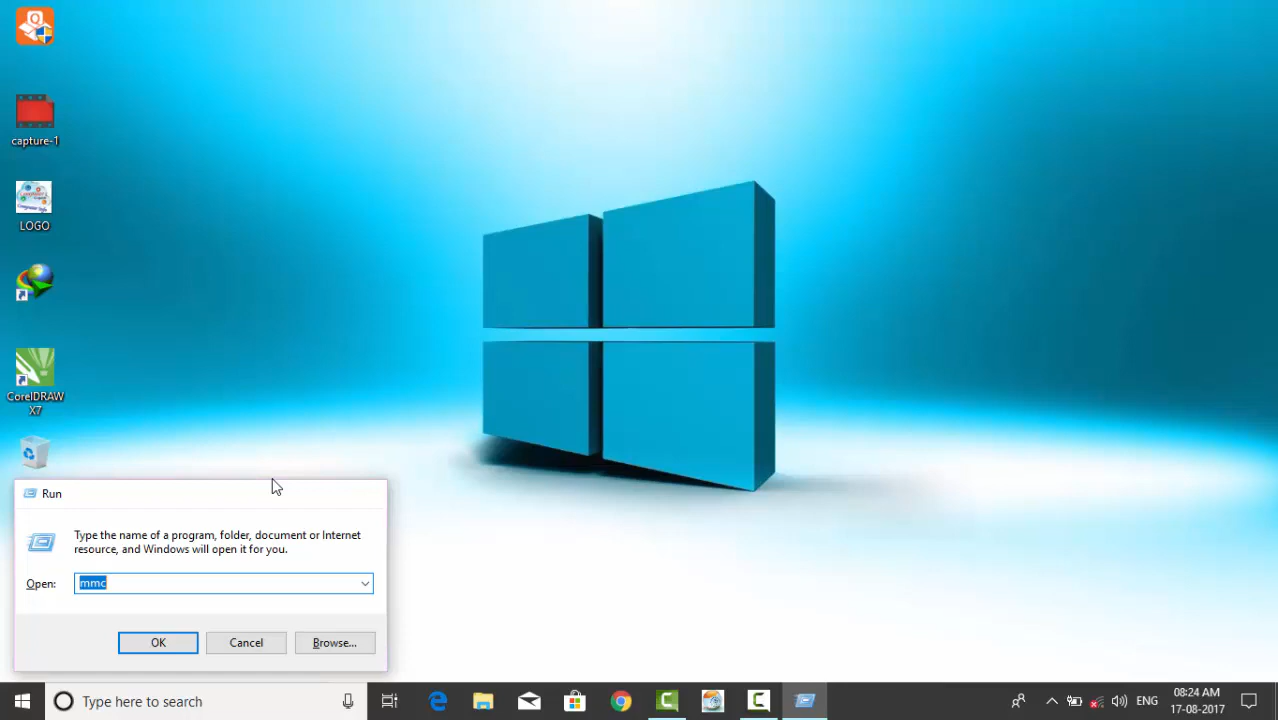 Q
capture-1
LOGO
CorelDRAW
X7
Run
Type the name of a program, folder, document or Internet
resource, and Windows will open it for you.
Open:
mmc
OK
Cancel
Browse...
Type here to search
ENG
08:24 AM
17-08-2017